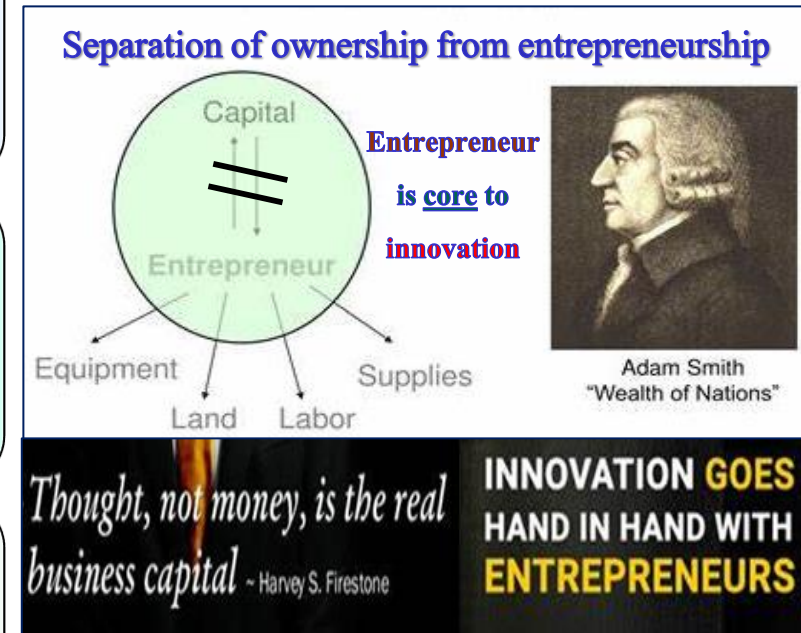 Separation of ownership from entrepreneurship
Capital
Entrepreneur
is core to
innovation
Entrepreneur
Equipment
Supplies
Land
Labor
Adam Smith
"Wealth of Nations"
Thought, not money, is the real
business capital ~ Harvey S. Firestone
INNOVATION GOES
HAND IN HAND WITH
ENTREPRENEURS